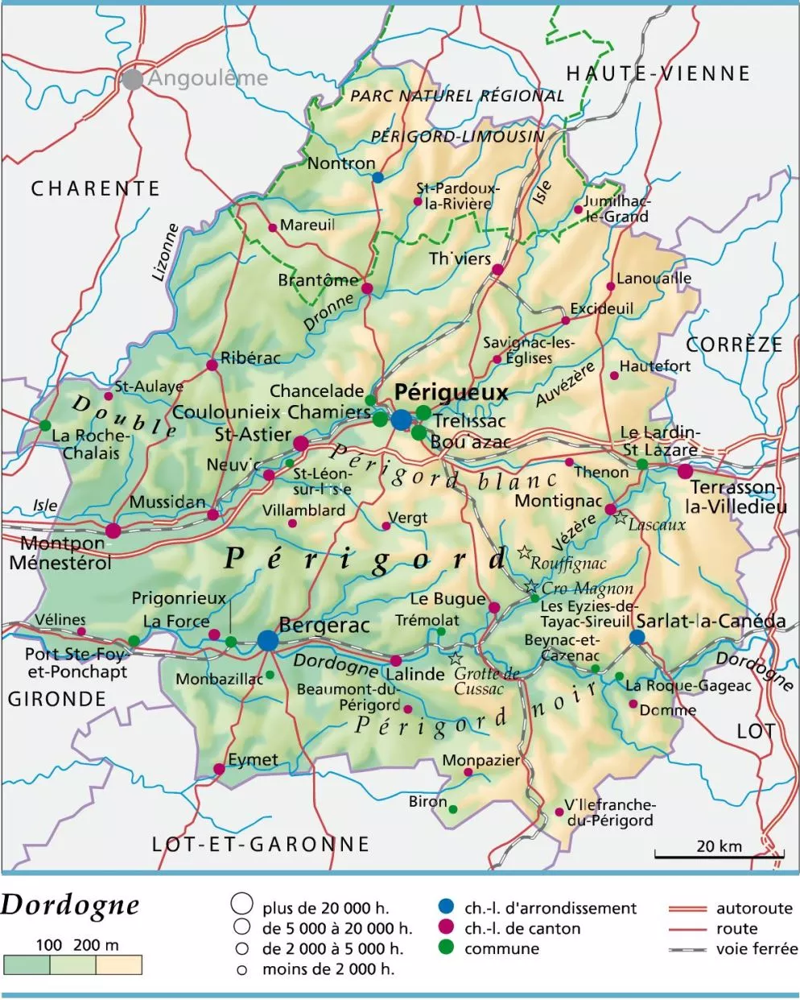 Angoulême
HAUTE-VIENNE
PARC NATUREL RÉGIONAL
PÉRIGORD-LIMOUSIN
Nontron
CHARENTE
St-Pardoux-
la-Rivière
Isle
Jumilhac-
le-Grand
Mareuil
Lizonne
Thiviers
Brantôme
Lanouaille
Dronne
Excideuil
CORRÈZE
Savignac-les-
Églises
Ribérac
Hautefort
Auvézère
St-Aulaye
Chancelade
Périgueux
Double
Coulounieix Chamiers
Trelissac
La Roche-
Chalais
St-Astier
Boulazac
Le Lardin-
St Lazare
Périgord blanc
Neuvic
St-Léon-
sur-l'Isle
Thenon
Terrasson-
la-Villedieu
Isle
Mussidan
Villamblard
Vergt
Montignac
Lascaux
Vézère
Montpon-
Ménestérol
Périgord
Rouffignac
Cro Magnon
Prigonrieux
Le Bugue
Les Eyzies-de-
Tayac-Sireuil
Vélines
La Force
Bergerac
Trémolat
Sarlat-la-Canéda
Beynac-et-
Cazenac
Port Ste-Foy-
et-Ponchapt
Dordogne
Lalinde
Grotte de
Cussac
Dordogne
Monbazillac
La Roque-Gageac
GIRONDE
Beaumont-du-
Périgord
Domme
Périgord noir
LOT
Eymet
Monpazier
Biron
Villefranche-
du-Périgord
LOT-ET-GARONNE
20 km
Dordogne
100 200 m
plus de 20 000 h.
de 5 000 à 20 000 h.
de 2 000 à 5 000 h.
moins de 2 000 h.
ch.-l. d'arrondissement
ch.-l. de canton
commune
autoroute
route
voie ferrée